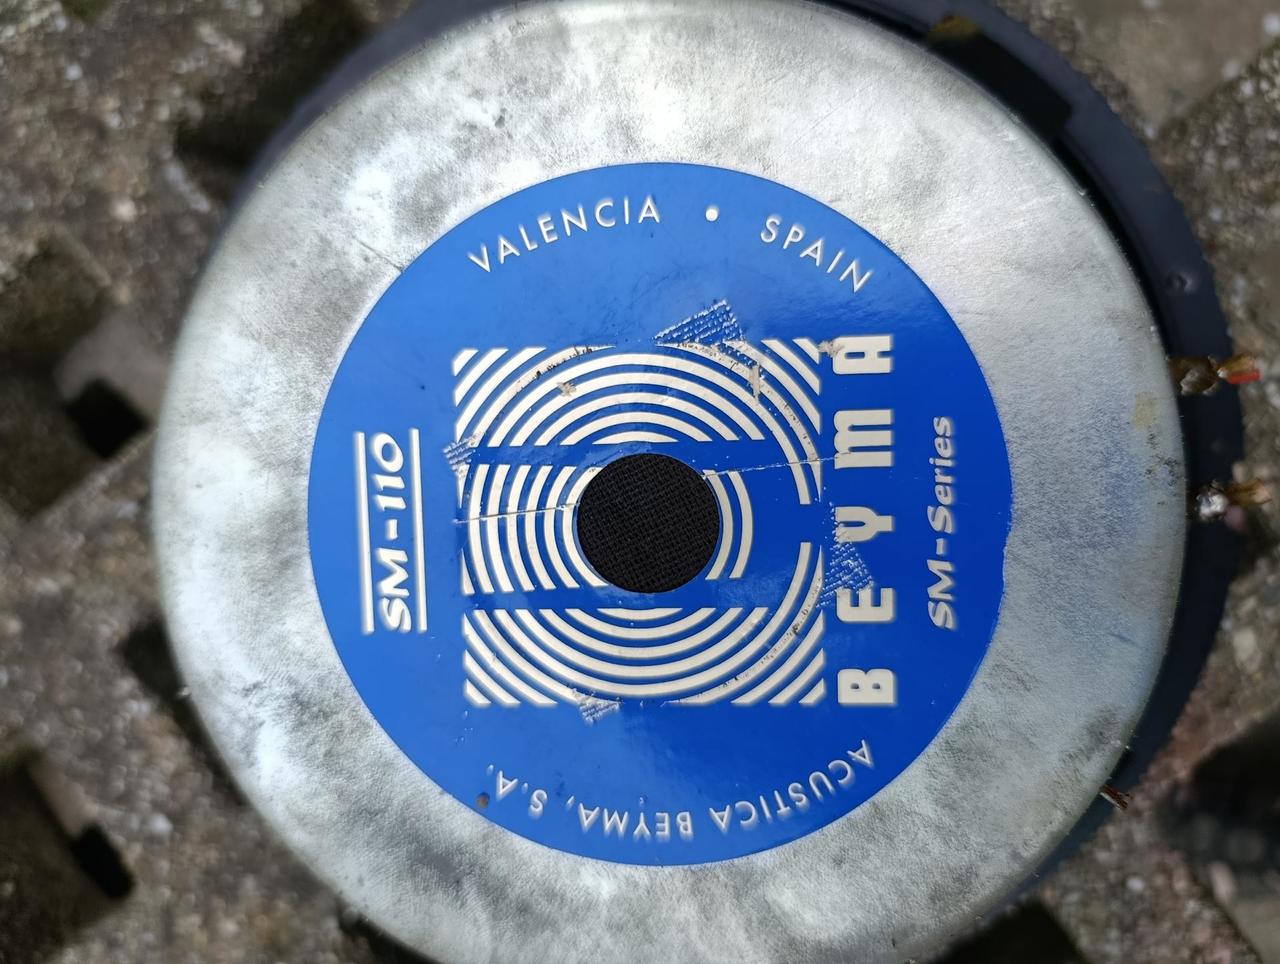 VALENCIA • SPAIN
BEYMA
SM-Series
SM-110
ACUSTICA BEYMA, S.A.